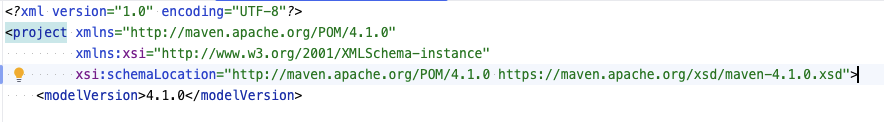 <?xml version="1.0" encoding="UTF-8"?>
<project xmlns="http://maven.apache.org/POM/4.1.0"
xmlns:xsi="http://www.w3.org/2001/XMLSchema-instance"
xsi:schemaLocation="http://maven.apache.org/POM/4.1.0 https://maven.apache.org/xsd/maven-4.1.0.xsd">
<modelVersion>4.1.0</modelVersion>